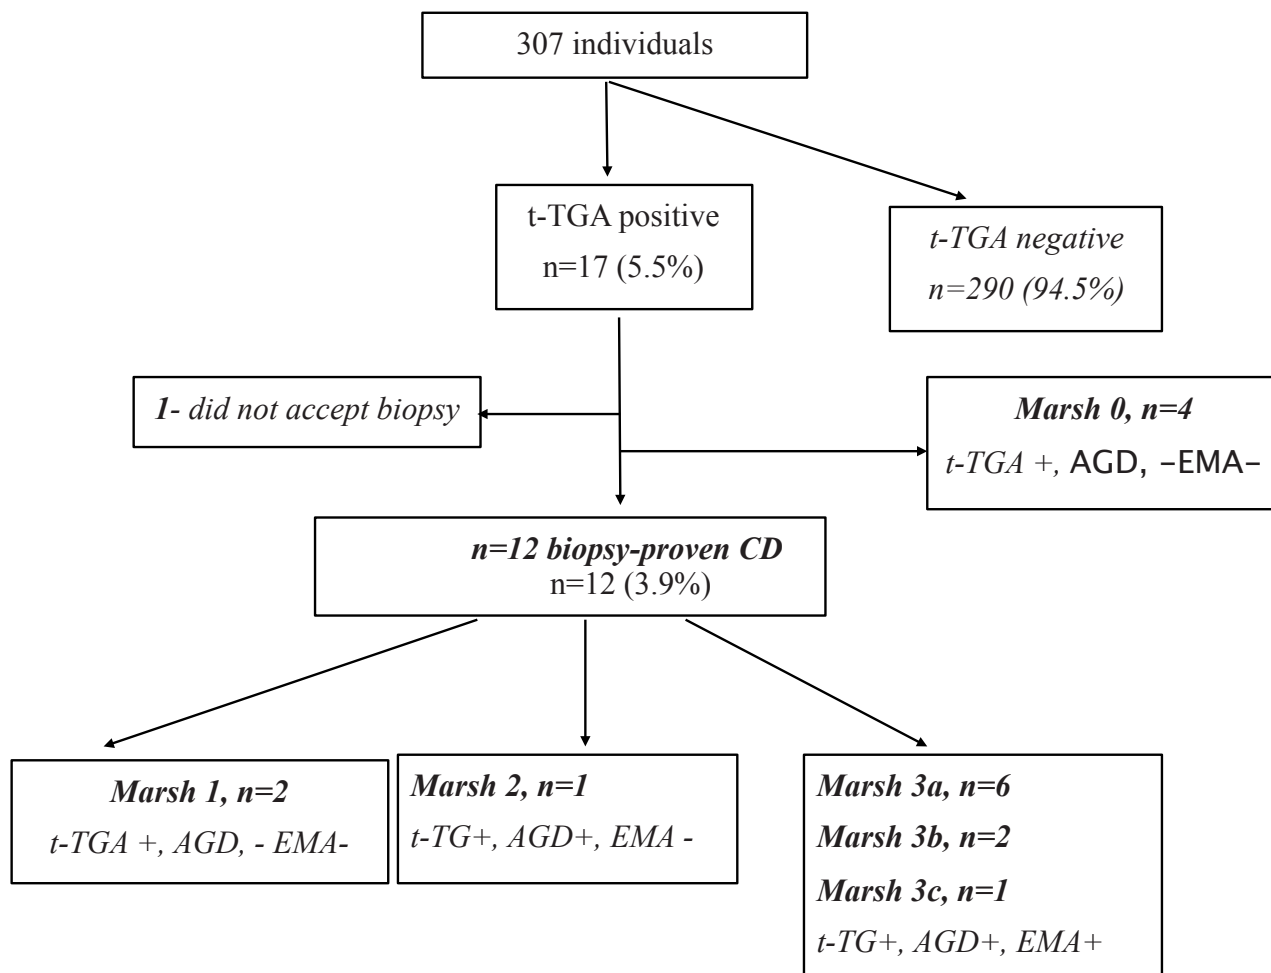 307 individuals
t-TGA positive
n=17 (5.5%)
t-TGA negative
n=290 (94.5%)
1- did not accept biopsy
Marsh 0, n=4
t-TGA +, AGD, –EMA–
n=12 biopsy-proven CD
n=12 (3.9%)
Marsh 1, n=2
t-TGA +, AGD, - EMA-
Marsh 2, n=1
t-TG+, AGD+, EMA -
Marsh 3a, n=6
Marsh 3b, n=2
Marsh 3c, n=1
t-TG+, AGD+, EMA+